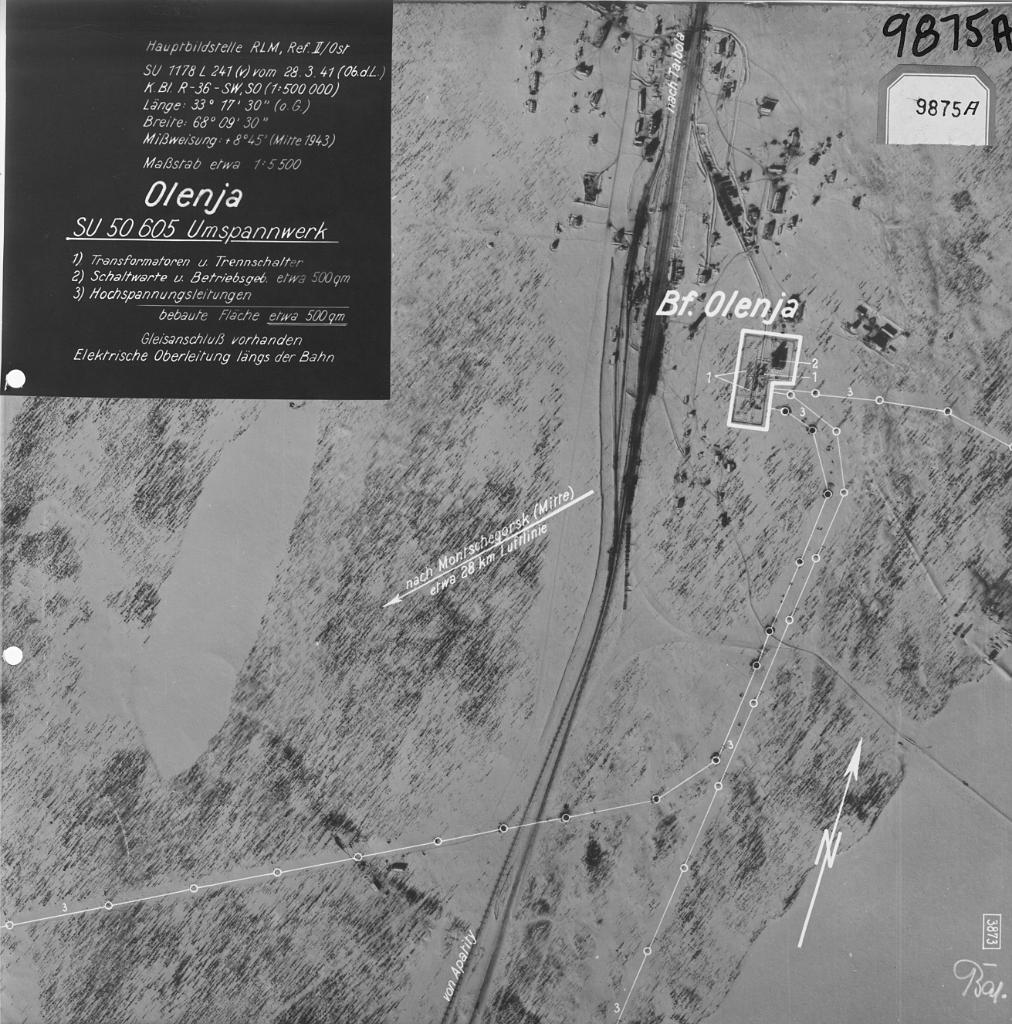 Hauptbildstelle RLM, Ref. II/Ost
SU 1178 L 241 (v) vom 28. 3. 41 (Ob.d.L.)
K. Bl R-36-SW, SO (1:500 000)
Länge: 33° 17' 30" (o. G.)
Breite: 68° 09' 30"
Mißweisung: + 8° 45' (Mitte 1943)
Maßstab etwa 1:5 500
Olenja
SU 50 605 Umspannwerk
1) Transformatoren u. Trennschalter
2) Schaltwarte u. Betriebsgeb. etwa 500 qm
3) Hochspannungsleitungen
bebaute Fläche etwa 500 qm
Gleisanschluß vorhanden
Elektrische Oberleitung längs der Bahn
9875A
9875A
nach Taibola
Bf. Olenja
2
1
1
3
3
nach Montschegorsk (Mitte)
etwa 28 km Luftlinie
3
N
3
3873
von Apatity
3